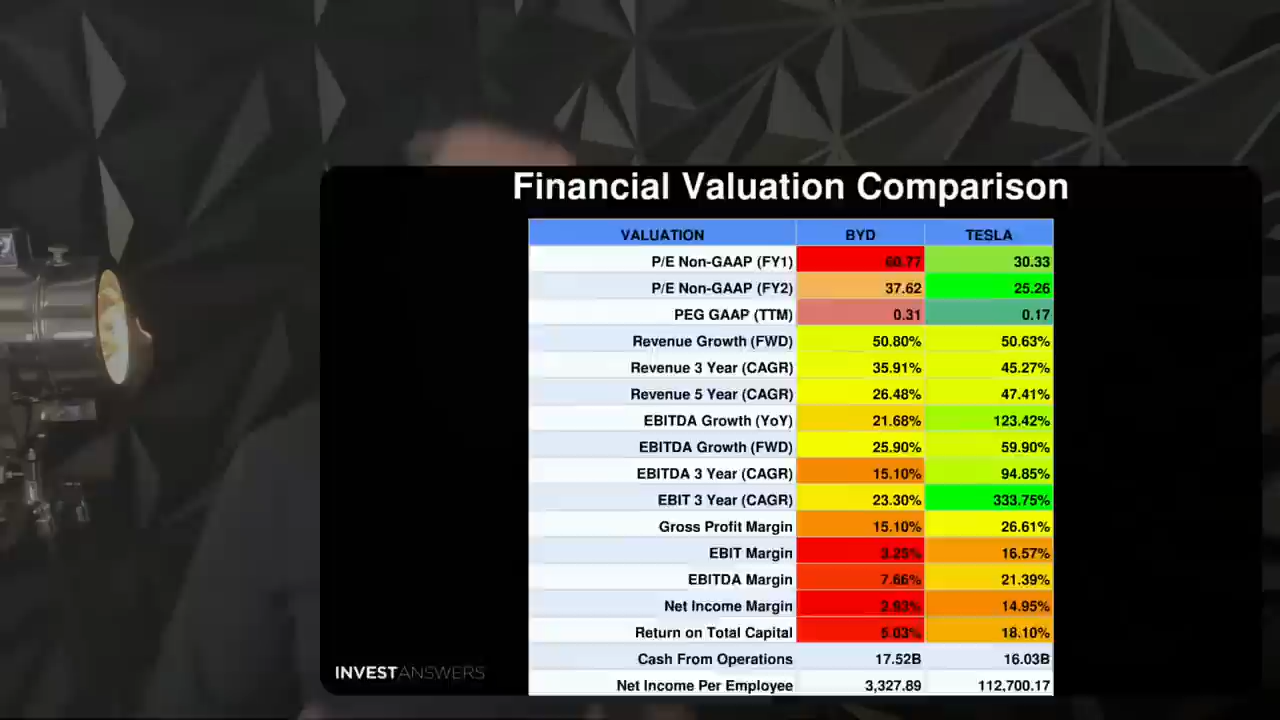 Financial Valuation Comparison
VALUATION BYD TESLA
P/E Non-GAAP (FY1) 60.77 30.33
P/E Non-GAAP (FY2) 37.62 25.26
PEG GAAP (TTM) 0.31 0.17
Revenue Growth (FWD) 50.80% 50.63%
Revenue 3 Year (CAGR) 35.91% 45.27%
Revenue 5 Year (CAGR) 26.48% 47.41%
EBITDA Growth (YoY) 21.68% 123.42%
EBITDA Growth (FWD) 25.90% 59.90%
EBITDA 3 Year (CAGR) 15.10% 94.85%
EBIT 3 Year (CAGR) 23.30% 333.75%
Gross Profit Margin 15.10% 26.61%
EBIT Margin 3.25% 16.57%
EBITDA Margin 7.66% 21.39%
Net Income Margin 2.93% 14.95%
Return on Total Capital 5.03% 18.10%
Cash From Operations 17.52B 16.03B
Net Income Per Employee 3,327.89 112,700.17
INVESTANSWERS